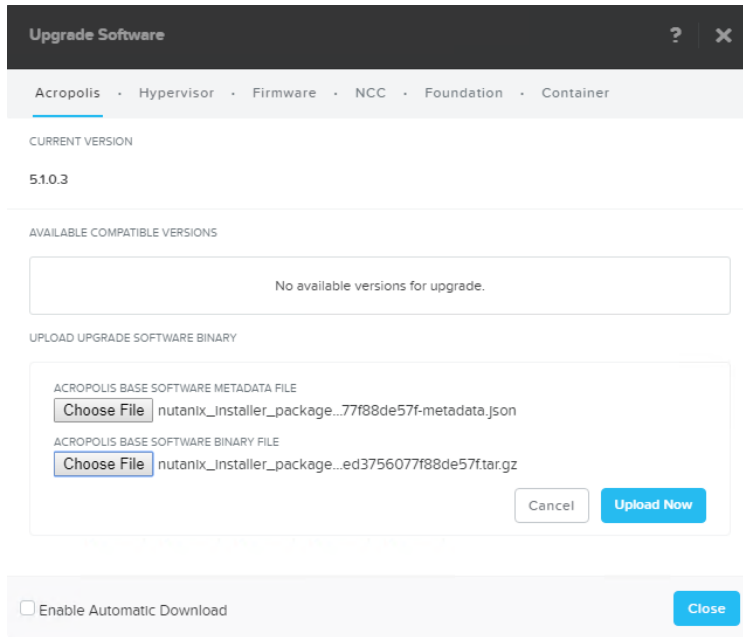 Upgrade Software ? ×
Acropolis · Hypervisor · Firmware · NCC · Foundation · Container
CURRENT VERSION
5.1.0.3
AVAILABLE COMPATIBLE VERSIONS
No available versions for upgrade.
UPLOAD UPGRADE SOFTWARE BINARY
ACROPOLIS BASE SOFTWARE METADATA FILE
Choose File nutanix_installer_package...77f88de57f-metadata.json
ACROPOLIS BASE SOFTWARE BINARY FILE
Choose File nutanix_installer_package...ed3756077f88de57f.tar.gz
Cancel Upload Now
Enable Automatic Download Close